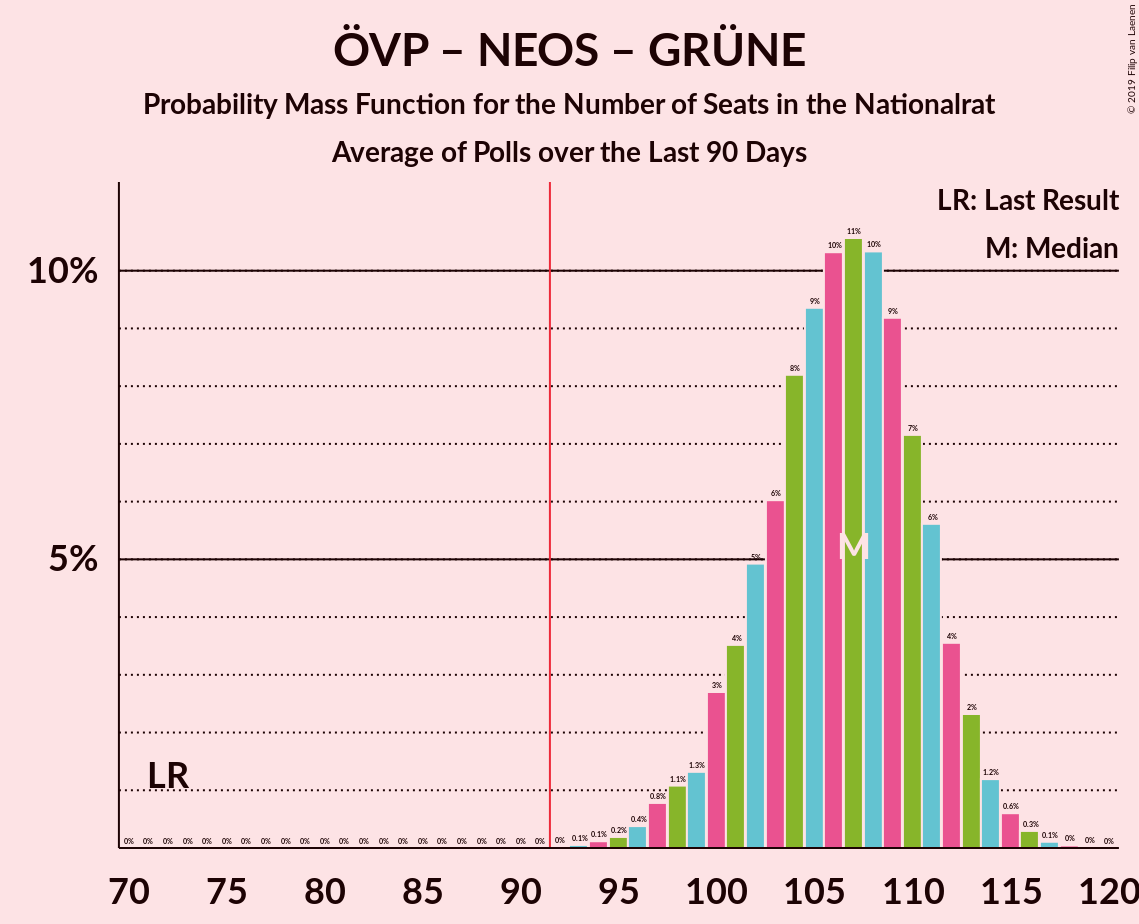 ÖVP – NEOS – GRÜNE
Probability Mass Function for the Number of Seats in the Nationalrat
Average of Polls over the Last 90 Days
© 2019 Filip van Laenen
LR: Last Result
M: Median
10%
5%
LR
M
0% 0% 0% 0% 0% 0% 0% 0% 0% 0% 0% 0% 0% 0% 0% 0% 0% 0% 0% 0% 0% 0% 0% 0.1% 0.1% 0.2% 0.4% 0.8% 1.1% 1.3% 3% 4% 5% 6% 8% 9% 10% 11% 10% 9% 7% 6% 4% 2% 1.2% 0.6% 0.3% 0.1% 0% 0% 0%
70 75 80 85 90 95 100 105 110 115 120